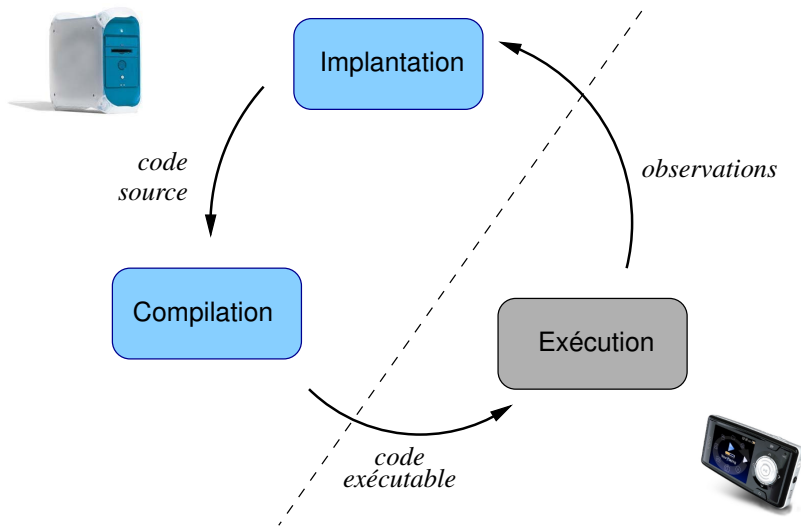 Implantation
code
source
observations
Compilation
Exécution
code
exécutable